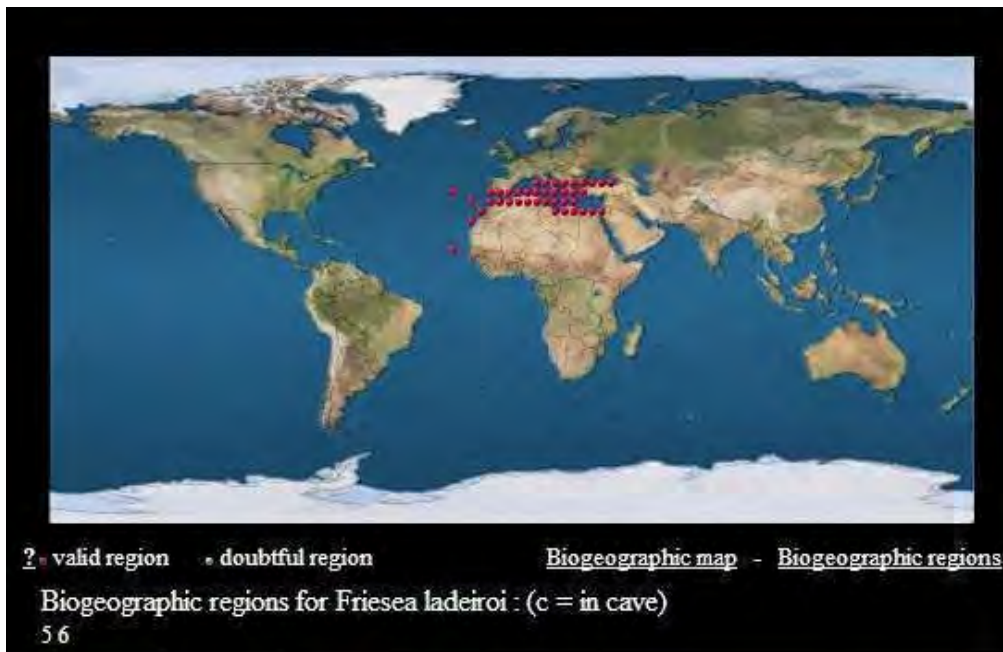 ? valid region doubtful region Biogeographic map - Biogeographic regions
Biogeographic regions for Friesea ladeiroi : (c = in cave)
5 6